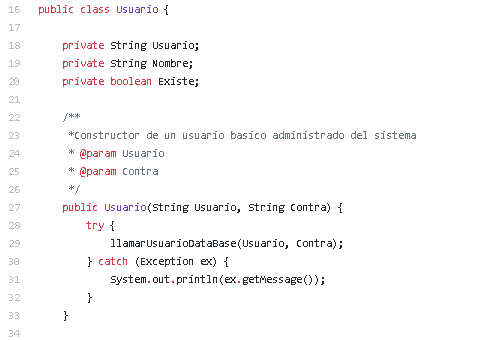 16 public class Usuario {
17
18 private String Usuario;
19 private String Nombre;
20 private boolean Existe;
21
22 /**
23 *Constructor de un usuario basico administrado del sistema
24 * @param Usuario
25 * @param Contra
26 */
27 public Usuario(String Usuario, String Contra) {
28 try {
29 llamarUsuarioDataBase(Usuario, Contra);
30 } catch (Exception ex) {
31 System.out.println(ex.getMessage());
32 }
33 }
34